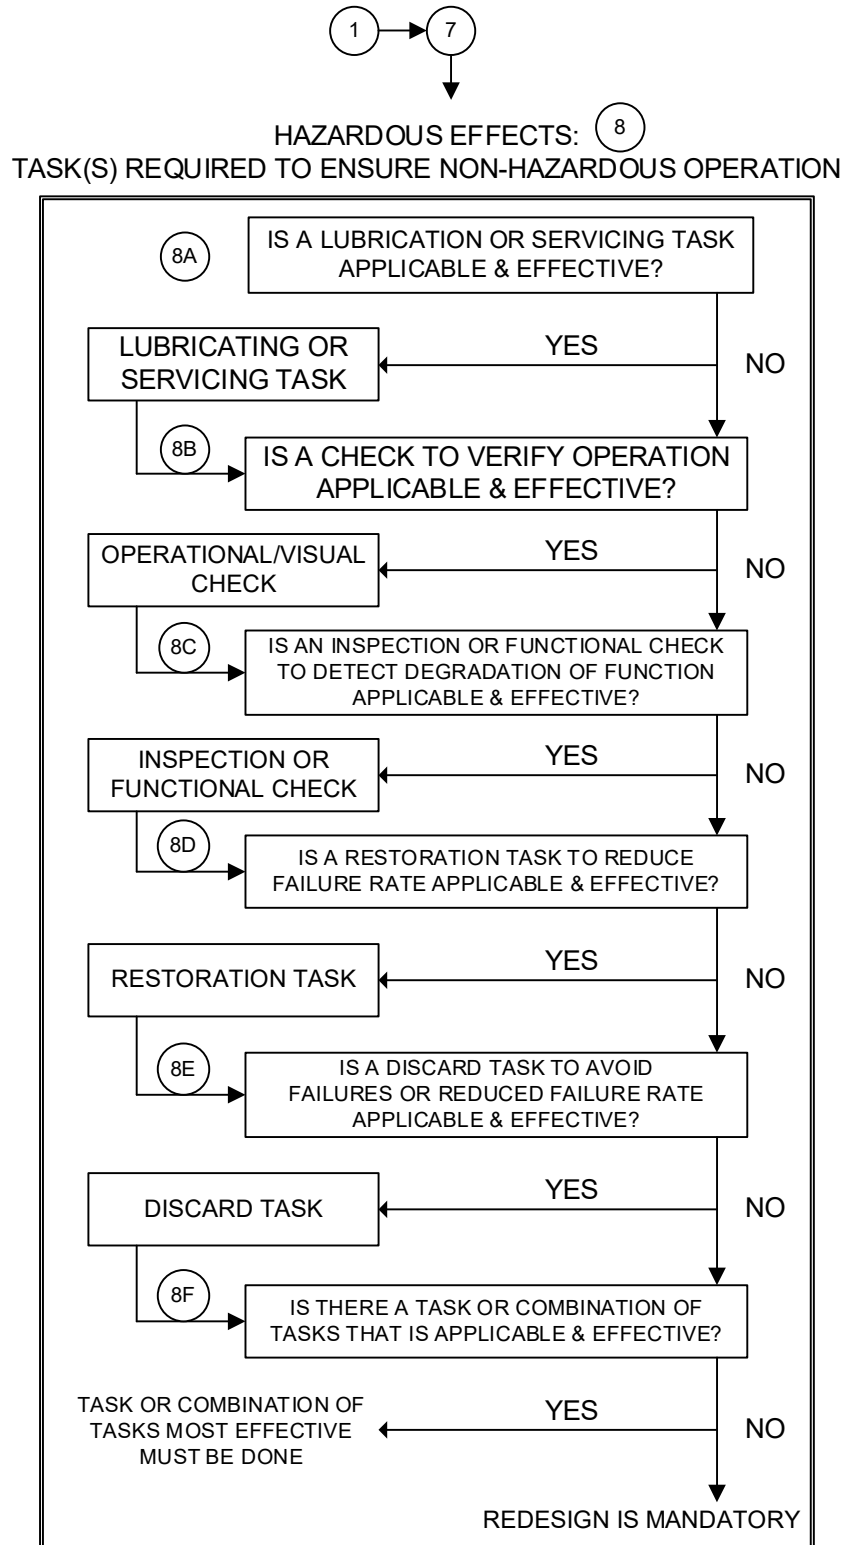 1
7
HAZARDOUS EFFECTS:
8
TASK(S) REQUIRED TO ENSURE NON-HAZARDOUS OPERATION
8A
IS A LUBRICATION OR SERVICING TASK
APPLICABLE & EFFECTIVE?
LUBRICATING OR
SERVICING TASK
YES
NO
8B
IS A CHECK TO VERIFY OPERATION
APPLICABLE & EFFECTIVE?
OPERATIONAL/VISUAL
CHECK
YES
NO
8C
IS AN INSPECTION OR FUNCTIONAL CHECK
TO DETECT DEGRADATION OF FUNCTION
APPLICABLE & EFFECTIVE?
INSPECTION OR
FUNCTIONAL CHECK
YES
NO
8D
IS A RESTORATION TASK TO REDUCE
FAILURE RATE APPLICABLE & EFFECTIVE?
RESTORATION TASK
YES
NO
8E
IS A DISCARD TASK TO AVOID
FAILURES OR REDUCED FAILURE RATE
APPLICABLE & EFFECTIVE?
DISCARD TASK
YES
NO
8F
IS THERE A TASK OR COMBINATION OF
TASKS THAT IS APPLICABLE & EFFECTIVE?
TASK OR COMBINATION OF
TASKS MOST EFFECTIVE
MUST BE DONE
YES
NO
REDESIGN IS MANDATORY